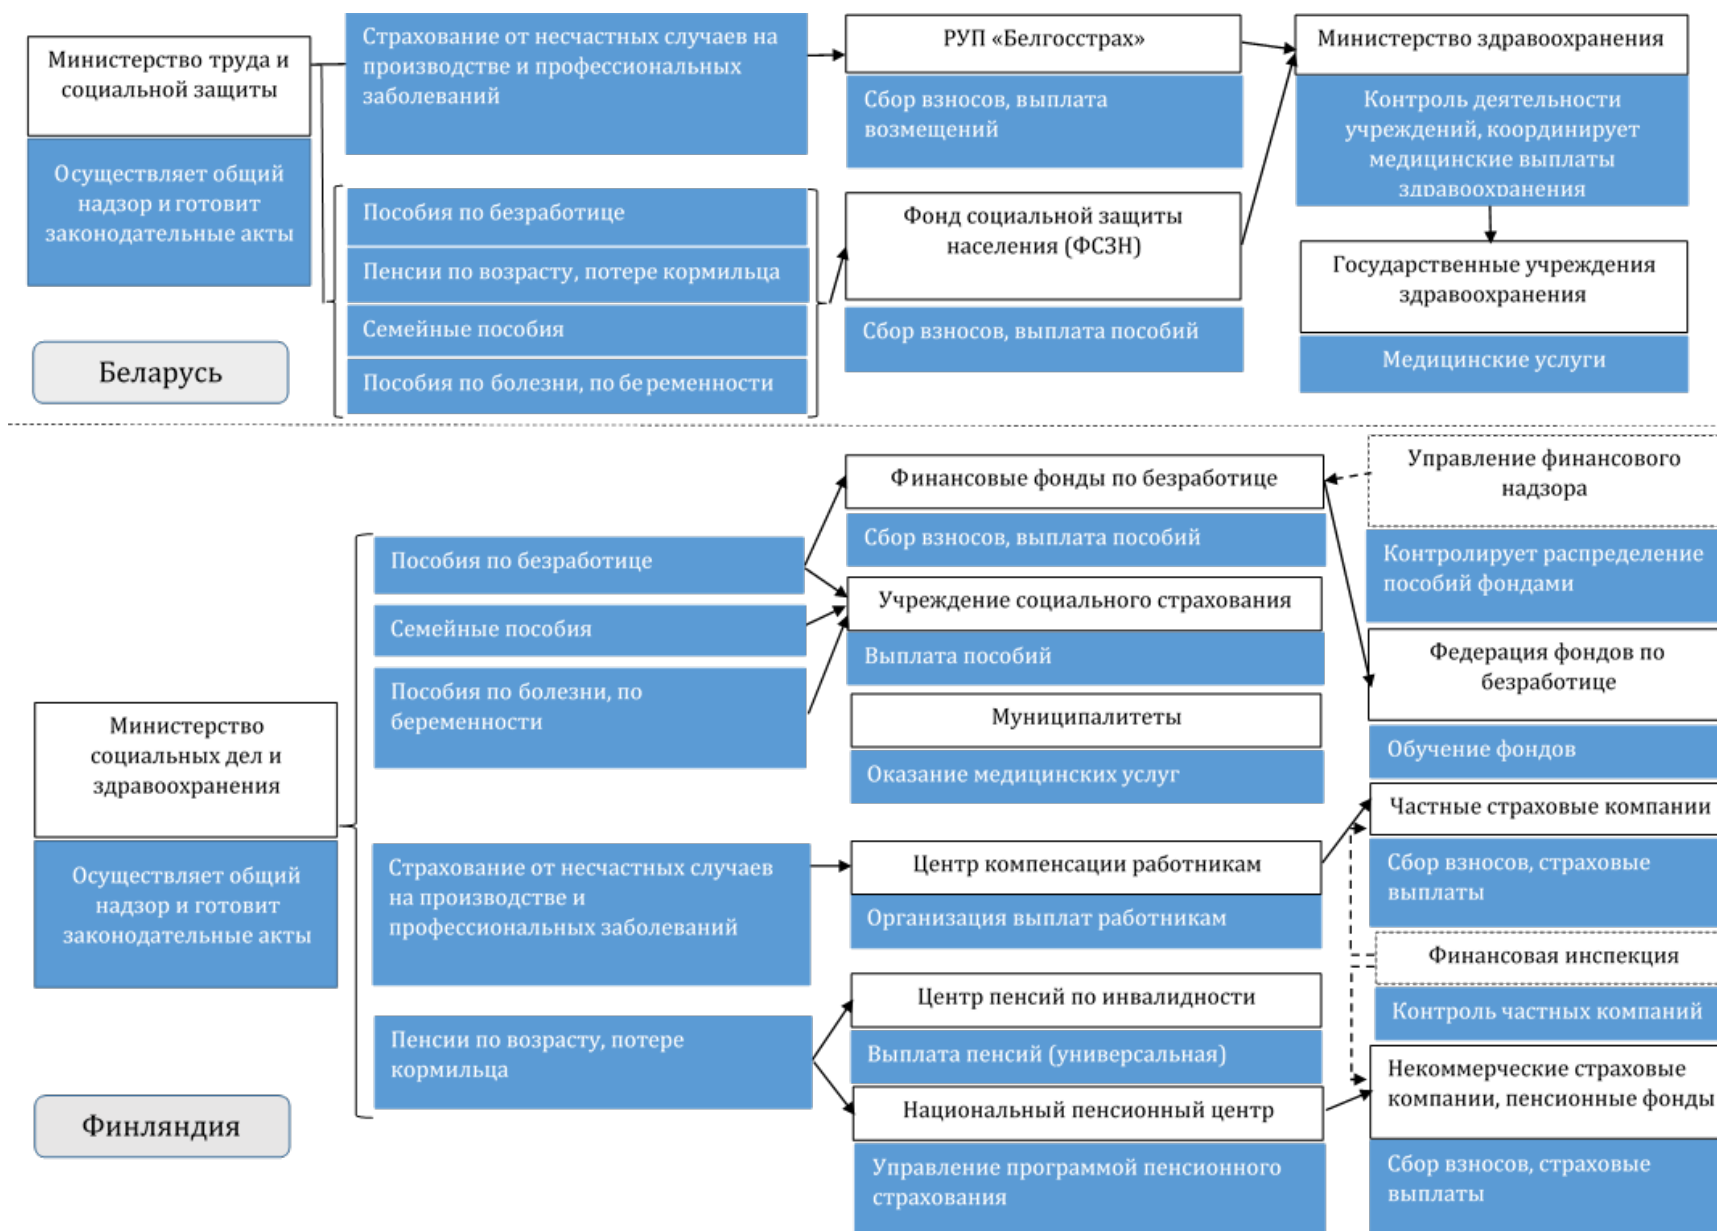 Министерство труда и
социальной защиты
Осуществляет общий
надзор и готовит
законодательные акты
Беларусь
Страхование от несчастных случаев на
производстве и профессиональных
заболеваний
Пособия по безработице
Пенсии по возрасту, потере кормильца
Семейные пособия
Пособия по болезни, по беременности
РУП «Белгосстрах»
Сбор взносов, выплата
возмещений
Фонд социальной защиты
населения (ФСЗН)
Сбор взносов, выплата пособий
Министерство здравоохранения
Контроль деятельности
учреждений, координирует
медицинские выплаты
здравоохранения
Государственные учреждения
здравоохранения
Медицинские услуги
Министерство
социальных дел и
здравоохранения
Осуществляет общий
надзор и готовит
законодательные акты
Финляндия
Пособия по безработице
Семейные пособия
Пособия по болезни, по
беременности
Страхование от несчастных случаев
на производстве и
профессиональных заболеваний
Пенсии по возрасту, потере
кормильца
Финансовые фонды по безработице
Сбор взносов, выплата пособий
Учреждение социального страхования
Выплата пособий
Муниципалитеты
Оказание медицинских услуг
Центр компенсации работникам
Организация выплат работникам
Центр пенсий по инвалидности
Выплата пенсий (универсальная)
Национальный пенсионный центр
Управление программой пенсионного
страхования
Управление финансового
надзора
Контролирует распределение
пособий фондами
Федерация фондов по
безработице
Обучение фондов
Частные страховые компании
Сбор взносов, страховые
выплаты
Финансовая инспекция
Контроль частных компаний
Некоммерческие страховые
компании, пенсионные фонды
Сбор взносов, страховые
выплаты